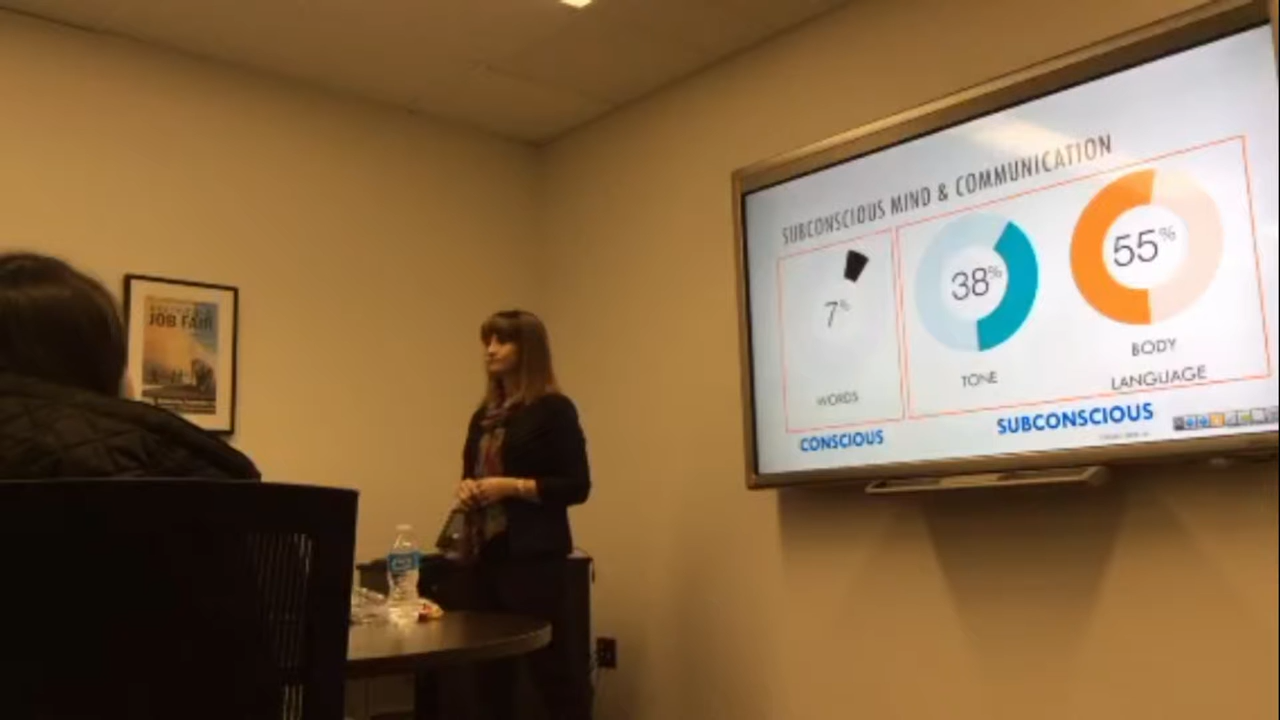 JOB FAIR
SUBCONSCIOUS MIND & COMMUNICATION
7%
WORDS
CONSCIOUS
38%
TONE
55%
BODY
LANGUAGE
SUBCONSCIOUS